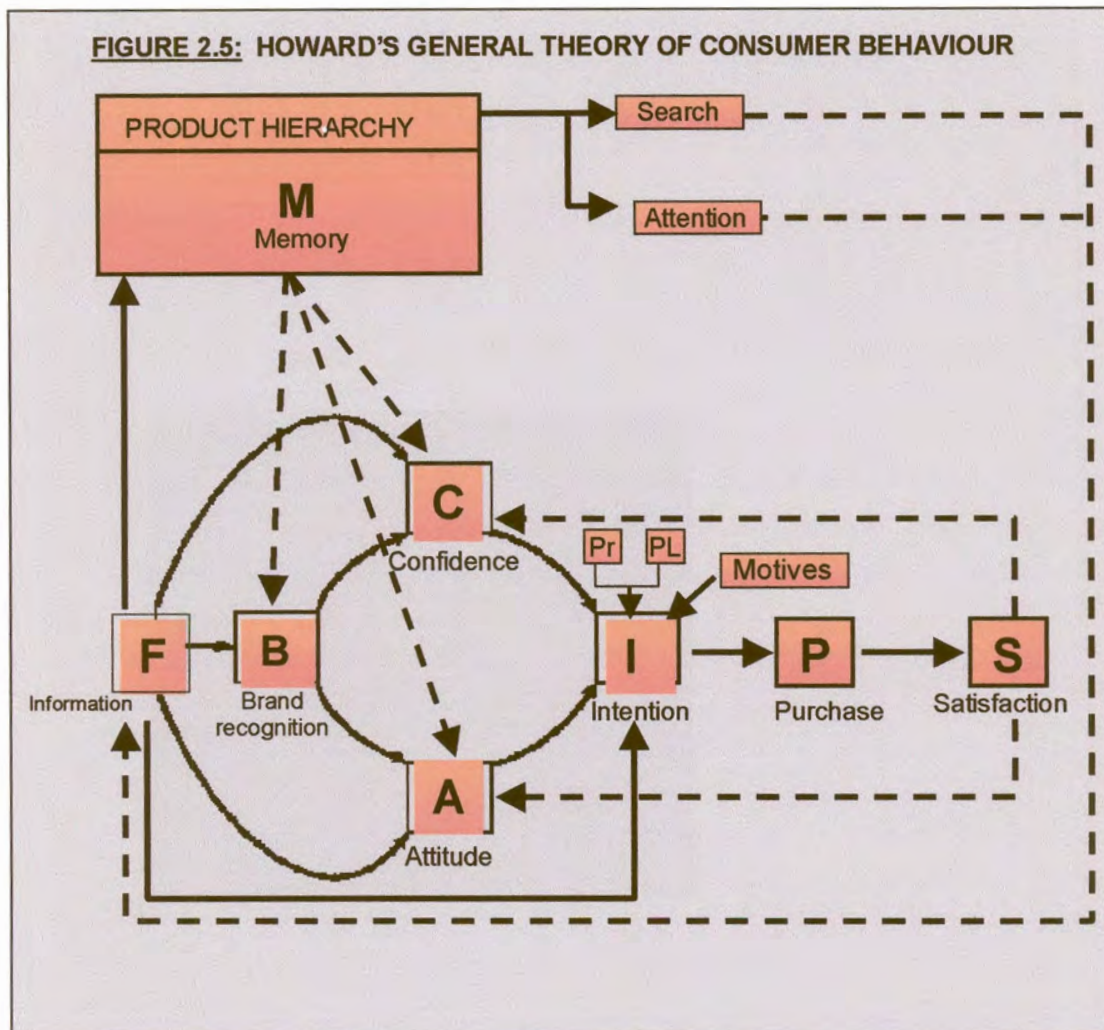 FIGURE 2.5: HOWARD'S GENERAL THEORY OF CONSUMER BEHAVIOUR
PRODUCT HIERARCHY
M
Memory
Search
Attention
C
Confidence
Pr
PL
Motives
F
Information
B
Brand
recognition
I
Intention
P
Purchase
S
Satisfaction
A
Attitude